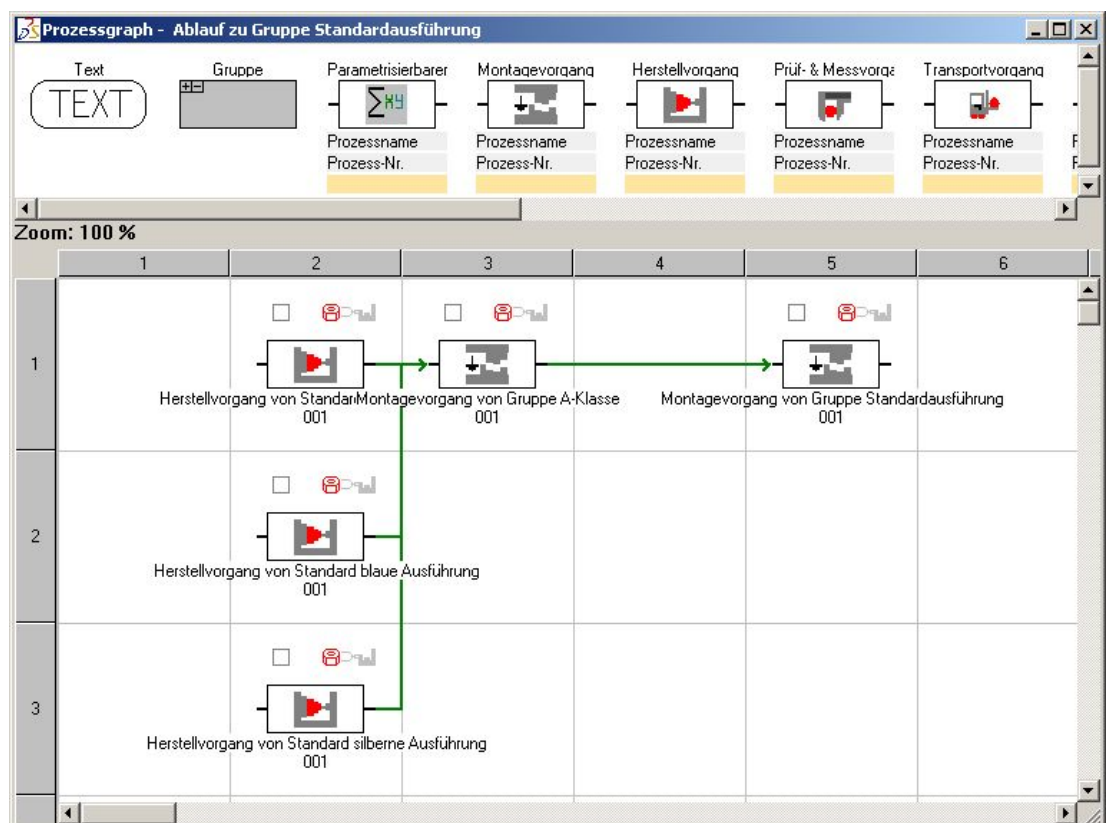 Prozessgraph - Ablauf zu Gruppe Standardausführung
Text Gruppe Parametrisierbarer Montagevorgang Herstellvorgang Prüf- & Messvorga Transportvorgang
TEXT ΣXY
Prozessname Prozessname Prozessname Prozessname Prozessname
Prozess-Nr. Prozess-Nr. Prozess-Nr. Prozess-Nr. Prozess-Nr.
Zoom: 100 %
1 2 3 4 5 6
1
Herstellvorgang von Standar Montagevorgang von Gruppe A-Klasse Montagevorgang von Gruppe Standardausführung
001 001 001
2
Herstellvorgang von Standard blaue Ausführung
001
3
Herstellvorgang von Standard silberne Ausführung
001